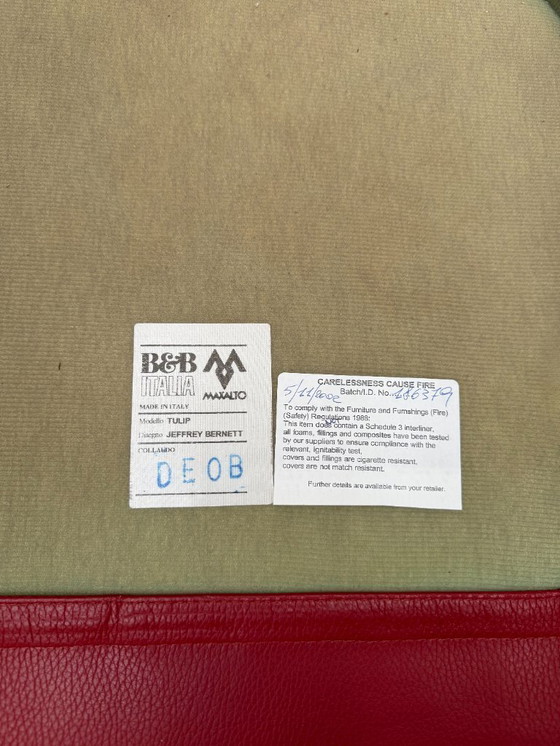 B&B
ITALIA
MAXALTO
MADE IN ITALY
Modello TULIP
Disegno JEFFREY BERNETT
COLLAUDO
DE0B
CARELESSNESS CAUSE FIRE
5/11/2002 Batch/I.D. No. 186379
To comply with the Furniture and Furnishings (Fire)
(Safety) Regulations 1988:
This item does not contain a Schedule 3 interliner,
all foams, fillings and composites have been tested
by our suppliers to ensure compliance with the
relevant, ignitability test,
covers and fillings are cigarette resistant,
covers are not match resistant.
Further details are available from your retailer.